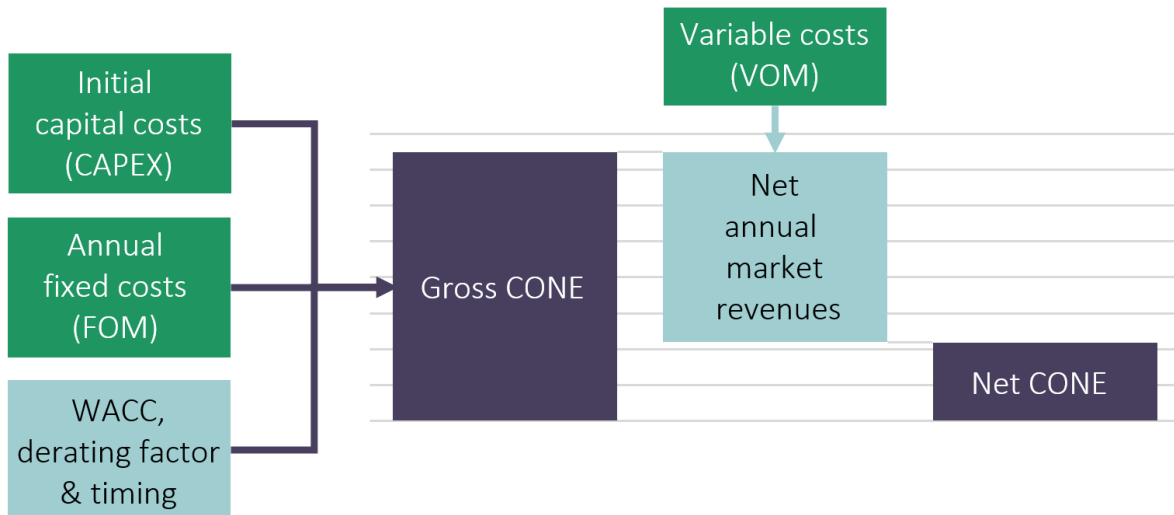 Initial
capital costs
(CAPEX)
Annual
fixed costs
(FOM)
WACC,
derating factor
& timing
Gross CONE
Variable costs
(VOM)
Net
annual
market
revenues
Net CONE